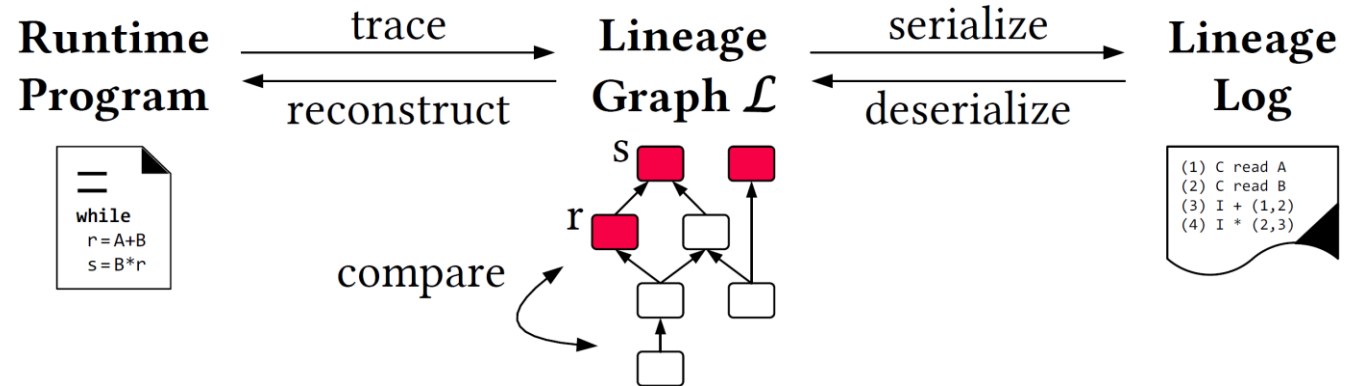 Runtime
Program
trace
reconstruct
Lineage
Graph ℒ
serialize
deserialize
Lineage
Log
while
r=A+B
s=B*r
s
r
compare
(1) C read A
(2) C read B
(3) I + (1,2)
(4) I * (2,3)